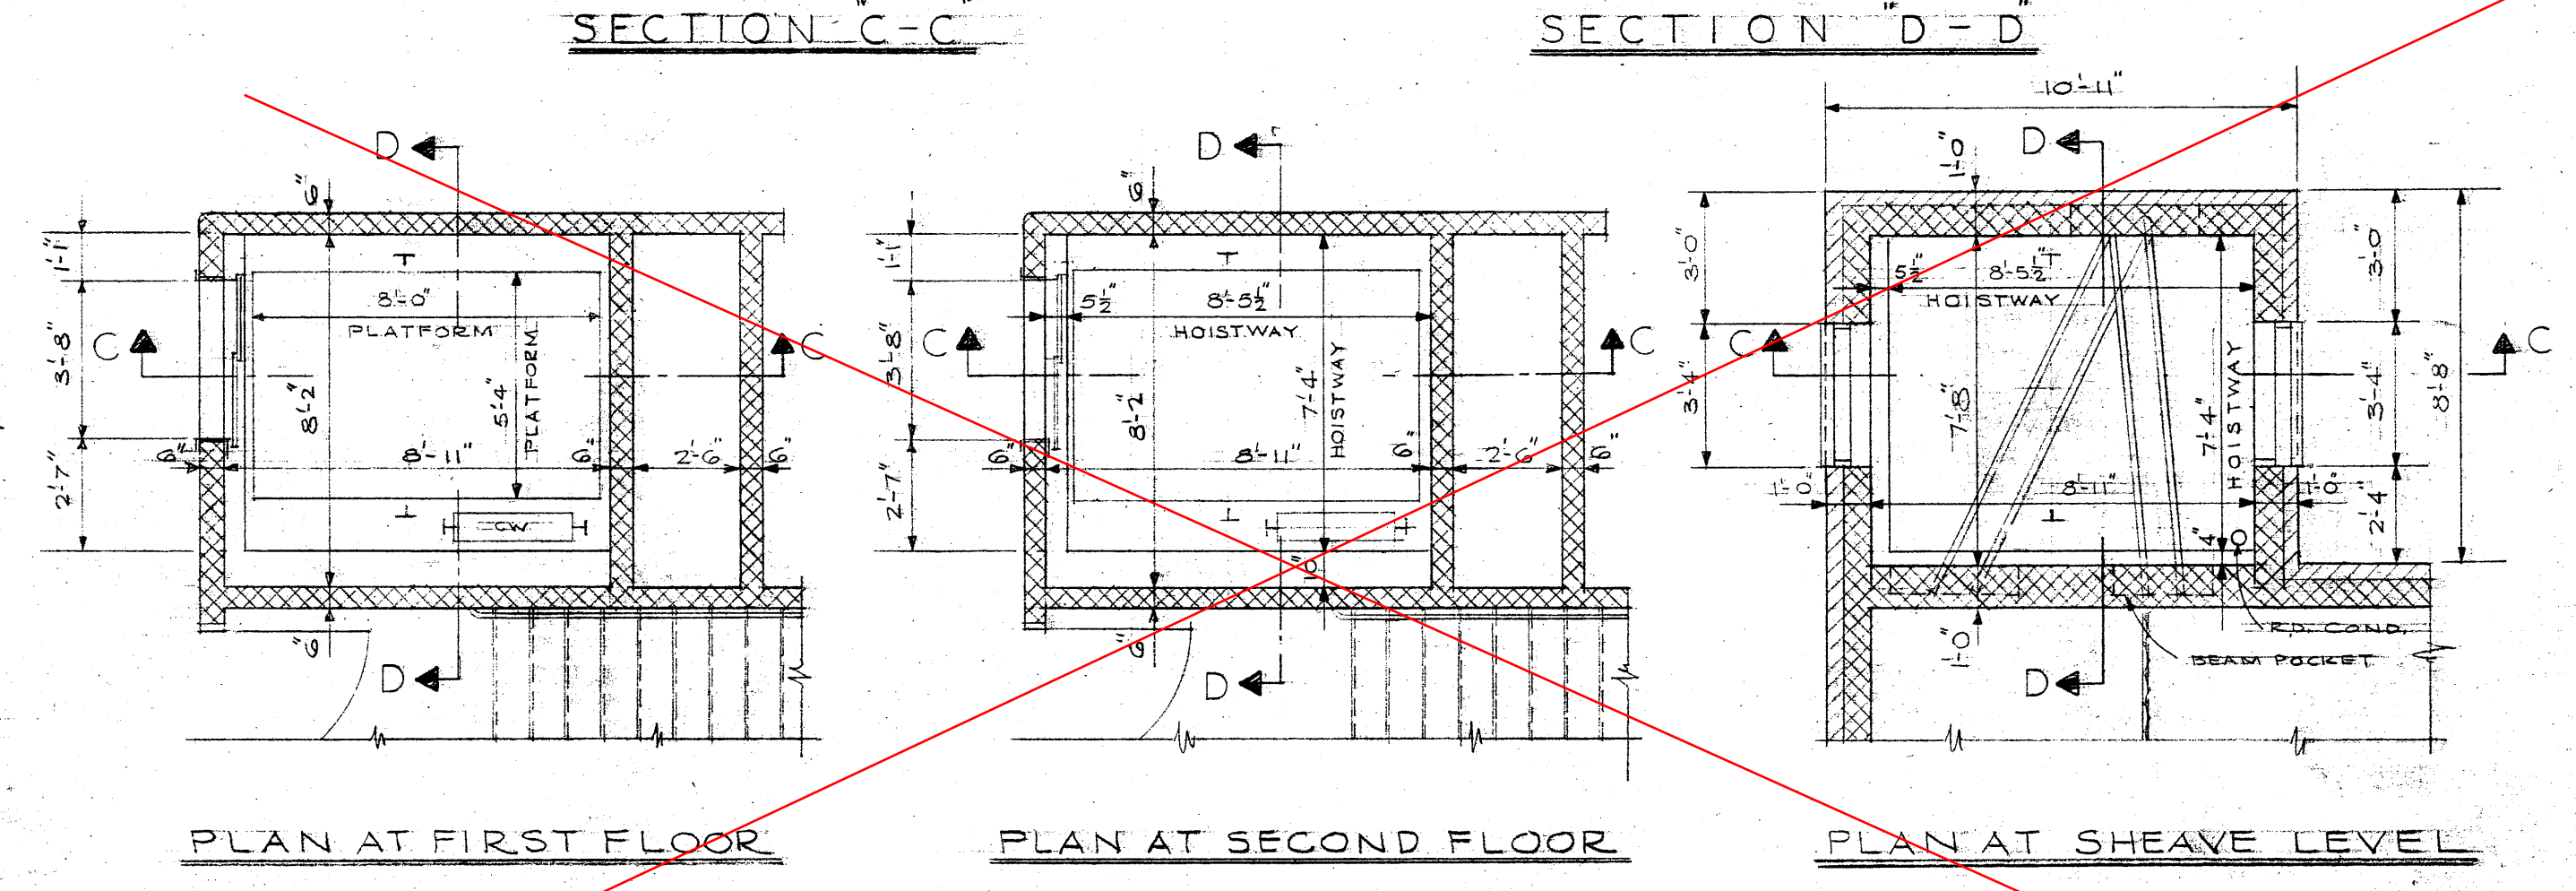 SECTION "C-C"
SECTION "D-D"
D
6"
1'-1"
3'-8"
2'-7"
C
8'-0"
PLATFORM
5'-4"
PLATFORM
8'-2"
C
6"
8'-11"
6"
2'-6"
6"
CW
6"
D
PLAN AT FIRST FLOOR
D
6"
1'-1"
3'-8"
2'-7"
C
5½"
8'-5½"
HOISTWAY
7'-4"
HOISTWAY
8'-2"
C
6"
8'-11"
6"
2'-6"
6"
10"
6"
D
PLAN AT SECOND FLOOR
10'-11"
D
1'-0"
3'-0"
3'-4"
C
5½"
8'-5½"
HOISTWAY
7'-8"
7'-4"
HOISTWAY
3'-0"
3'-4"
2'-4"
8'-8"
C
1'-0"
8'-11"
1'-0"
4"
1'-0"
R.D. COND.
BEAM POCKET
D
PLAN AT SHEAVE LEVEL